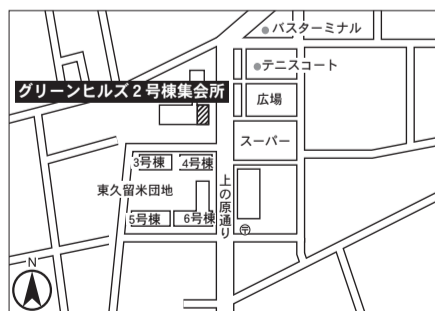 バスターミナル
テニスコート
グリーンヒルズ２号棟集会所
広場
スーパー
3号棟
4号棟
東久留米団地
上の原通り
5号棟
6号棟
〒
N